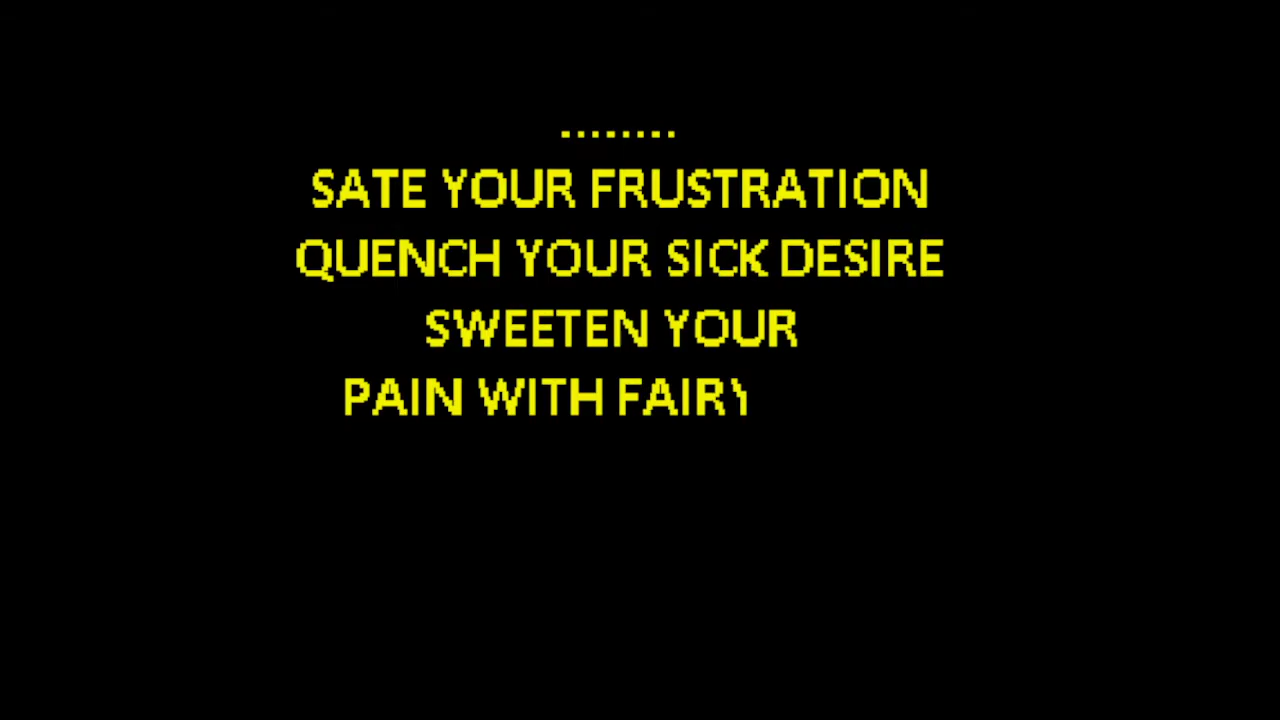 ........
SATE YOUR FRUSTRATION
QUENCH YOUR SICK DESIRE
SWEETEN YOUR
PAIN WITH FAIRY